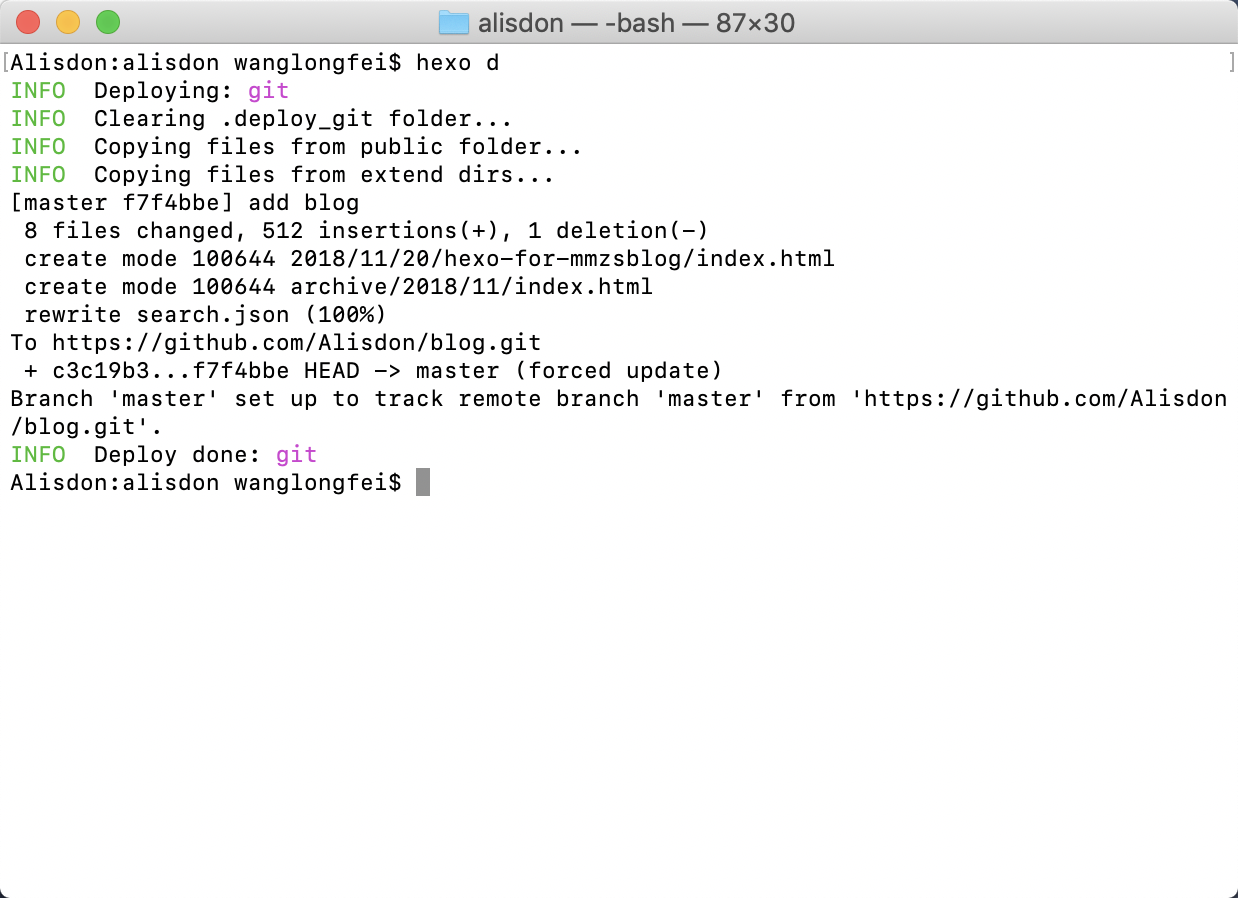 alisdon — -bash — 87×30
[Alisdon:alisdon wanglongfei$ hexo d ]
INFO  Deploying: git
INFO  Clearing .deploy_git folder...
INFO  Copying files from public folder...
INFO  Copying files from extend dirs...
[master f7f4bbe] add blog
 8 files changed, 512 insertions(+), 1 deletion(-)
 create mode 100644 2018/11/20/hexo-for-mmzsblog/index.html
 create mode 100644 archive/2018/11/index.html
 rewrite search.json (100%)
To https://github.com/Alisdon/blog.git
 + c3c19b3...f7f4bbe HEAD -> master (forced update)
Branch 'master' set up to track remote branch 'master' from 'https://github.com/Alisdon
/blog.git'.
INFO  Deploy done: git
Alisdon:alisdon wanglongfei$